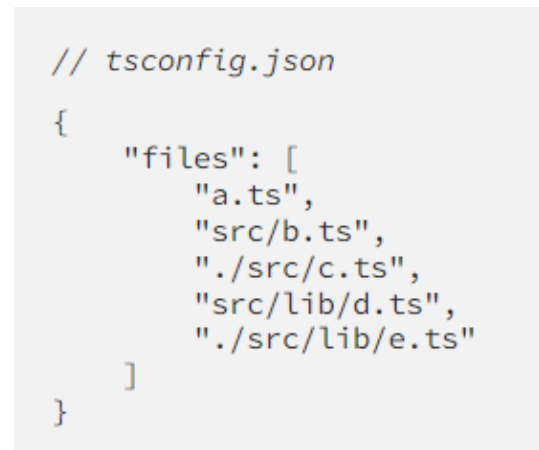 // tsconfig.json
{
    "files": [
        "a.ts",
        "src/b.ts",
        "./src/c.ts",
        "src/lib/d.ts",
        "./src/lib/e.ts"
    ]
}